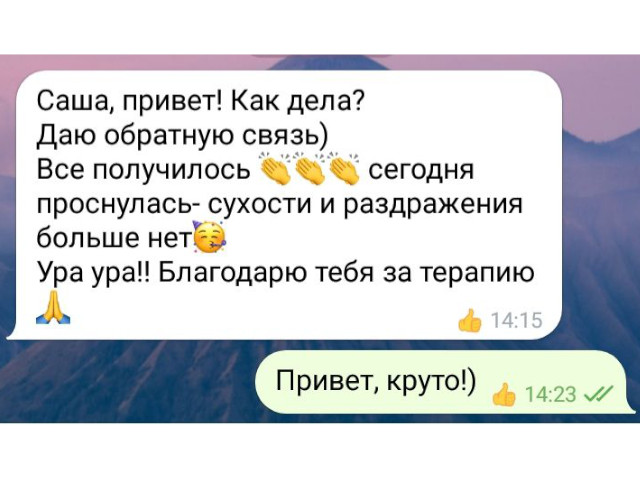 Саша, привет! Как дела?
Даю обратную связь)
Все получилось 👏👏👏 сегодня
проснулась- сухости и раздражения
больше нет🥳
Ура ура!! Благодарю тебя за терапию
🙏
👍 14:15
Привет, круто!) 👍 14:23